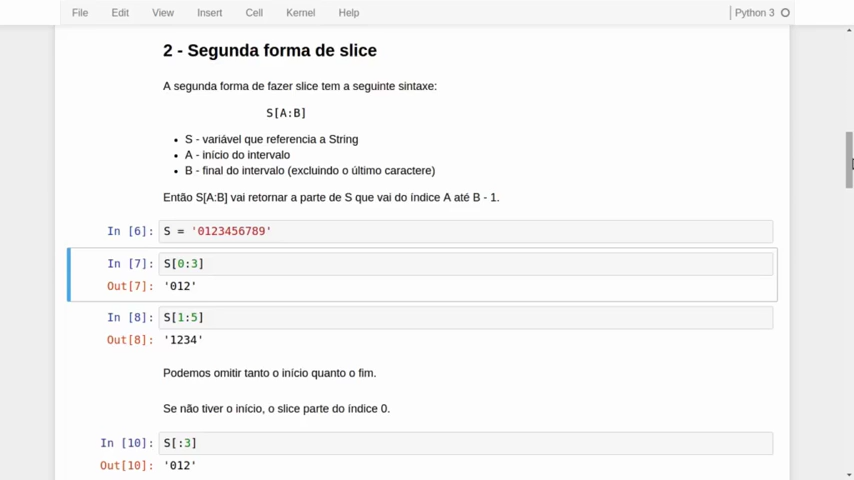 File Edit View Insert Cell Kernel Help Python 3
2 - Segunda forma de slice
A segunda forma de fazer slice tem a seguinte sintaxe:
S[A:B]
• S - variável que referencia a String
• A - início do intervalo
• B - final do intervalo (excluindo o último caractere)
Então S[A:B] vai retornar a parte de S que vai do índice A até B - 1.
In [6]: S = '0123456789'
In [7]: S[0:3]
Out[7]: '012'
In [8]: S[1:5]
Out[8]: '1234'
Podemos omitir tanto o início quanto o fim.
Se não tiver o início, o slice parte do índice 0.
In [10]: S[:3]
Out[10]: '012'